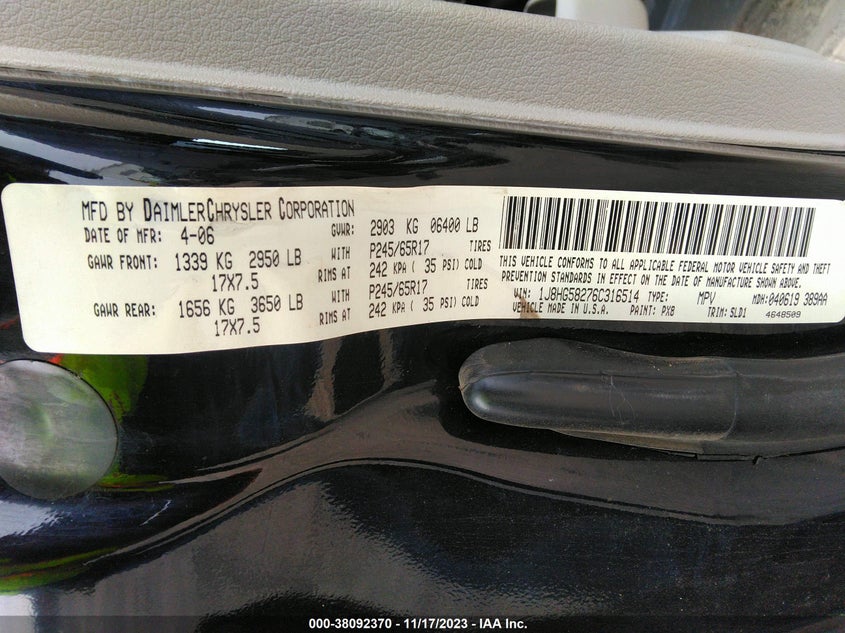 MFD BY DAIMLERCHRYSLER CORPORATION
DATE OF MFR: 4-06 GVWR: 2903 KG 06400 LB
GAWR FRONT: 1339 KG 2950 LB WITH P245/65R17 TIRES
17X7.5 RIMS AT 242 KPA ( 35 PSI) COLD
GAWR REAR: 1656 KG 3650 LB WITH P245/65R17 TIRES
17X7.5 RIMS AT 242 KPA ( 35 PSI) COLD
THIS VEHICLE CONFORMS TO ALL APPLICABLE FEDERAL MOTOR VEHICLE SAFETY AND THEFT
PREVENTION STANDARDS IN EFFECT ON THE DATE OF MANUFACTURE SHOWN ABOVE.
VIN: 1J8HG58276C316514 TYPE: MPV MDH: 040619 389AA
VEHICLE MADE IN U.S.A. PAINT: PX8 TRIM: SLD1 4648509
000-38092370 - 11/17/2023 - IAA Inc.